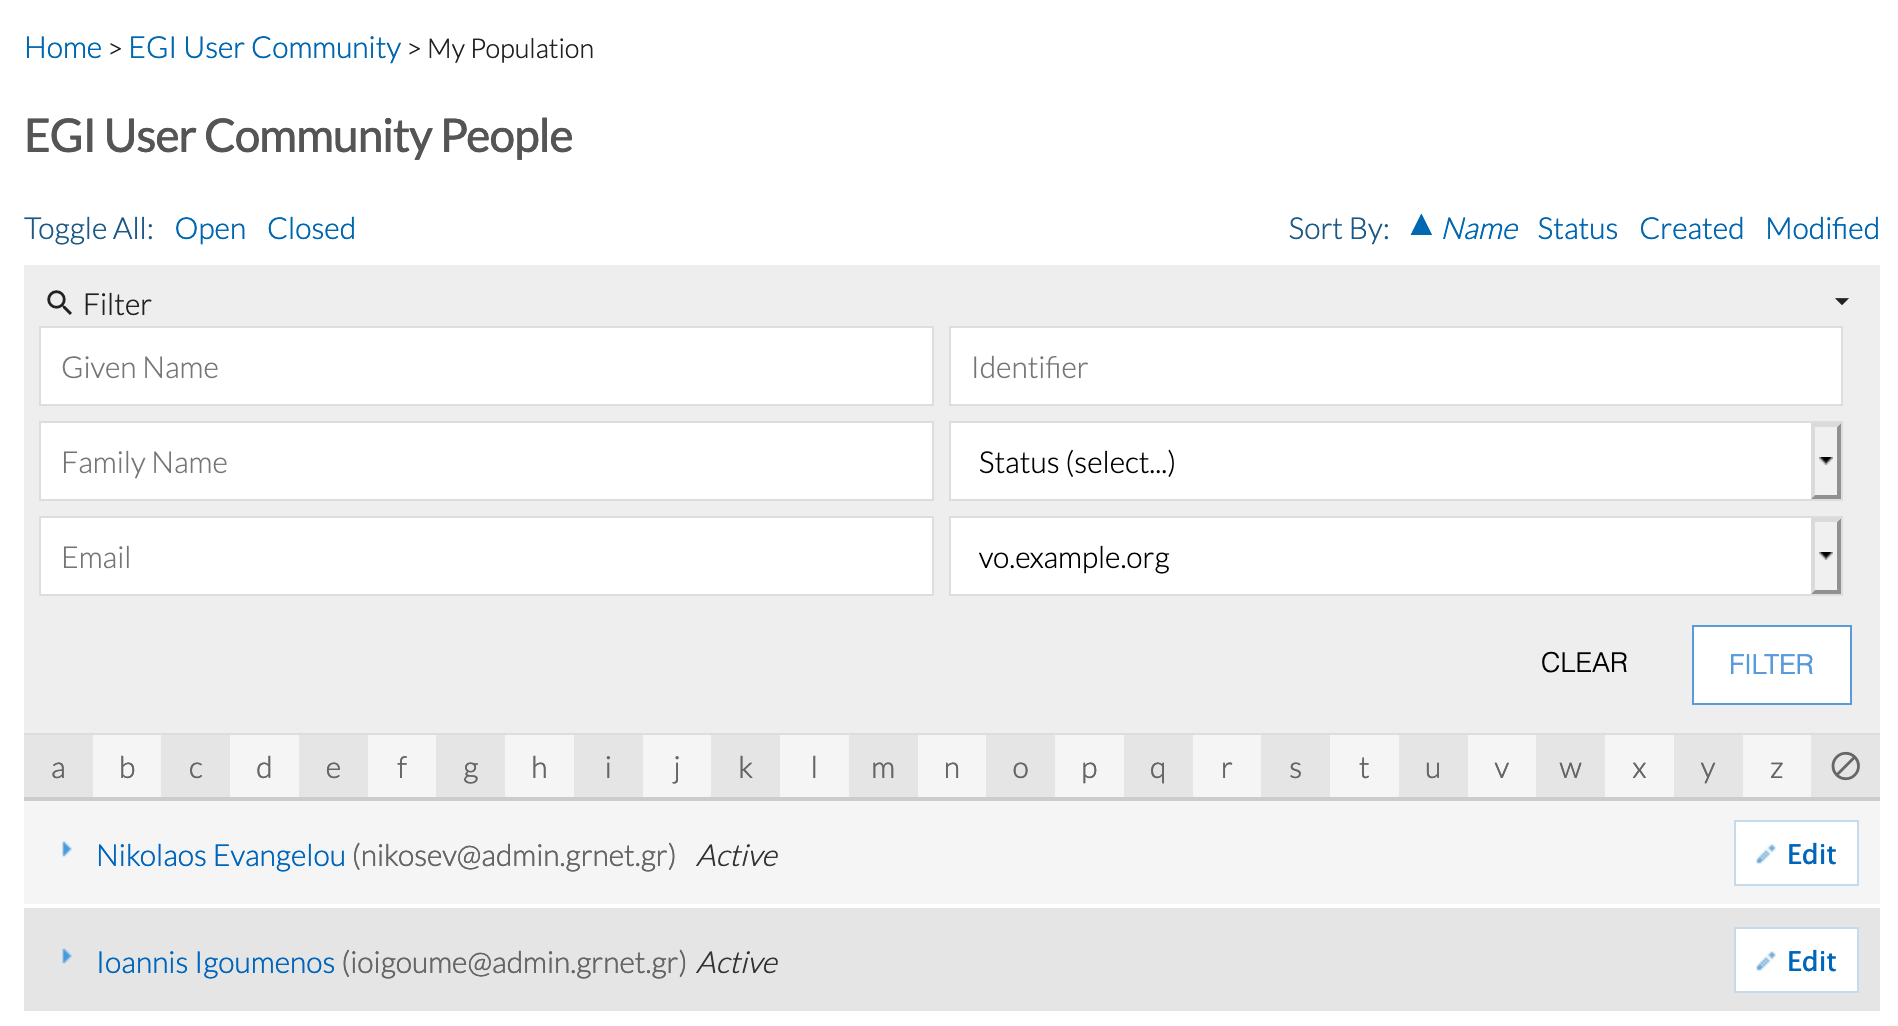 Home > EGI User Community > My Population
EGI User Community People
Toggle All: Open Closed
Sort By: ▲ Name Status Created Modified
Filter
Given Name
Identifier
Family Name
Status (select...)
Email
vo.example.org
CLEAR
FILTER
a b c d e f g h i j k l m n o p q r s t u v w x y z
Nikolaos Evangelou (nikosev@admin.grnet.gr) Active
Edit
Ioannis Igoumenos (ioigoume@admin.grnet.gr) Active
Edit